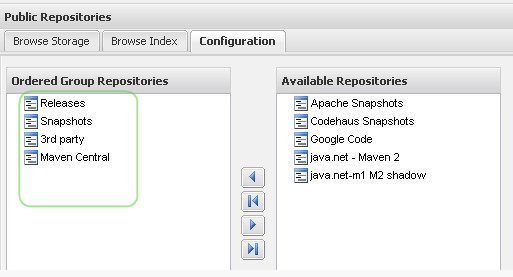 Public Repositories
Browse Storage
Browse Index
Configuration
Ordered Group Repositories
Releases
Snapshots
3rd party
Maven Central
Available Repositories
Apache Snapshots
Codehaus Snapshots
Google Code
java.net - Maven 2
java.net-m1 M2 shadow